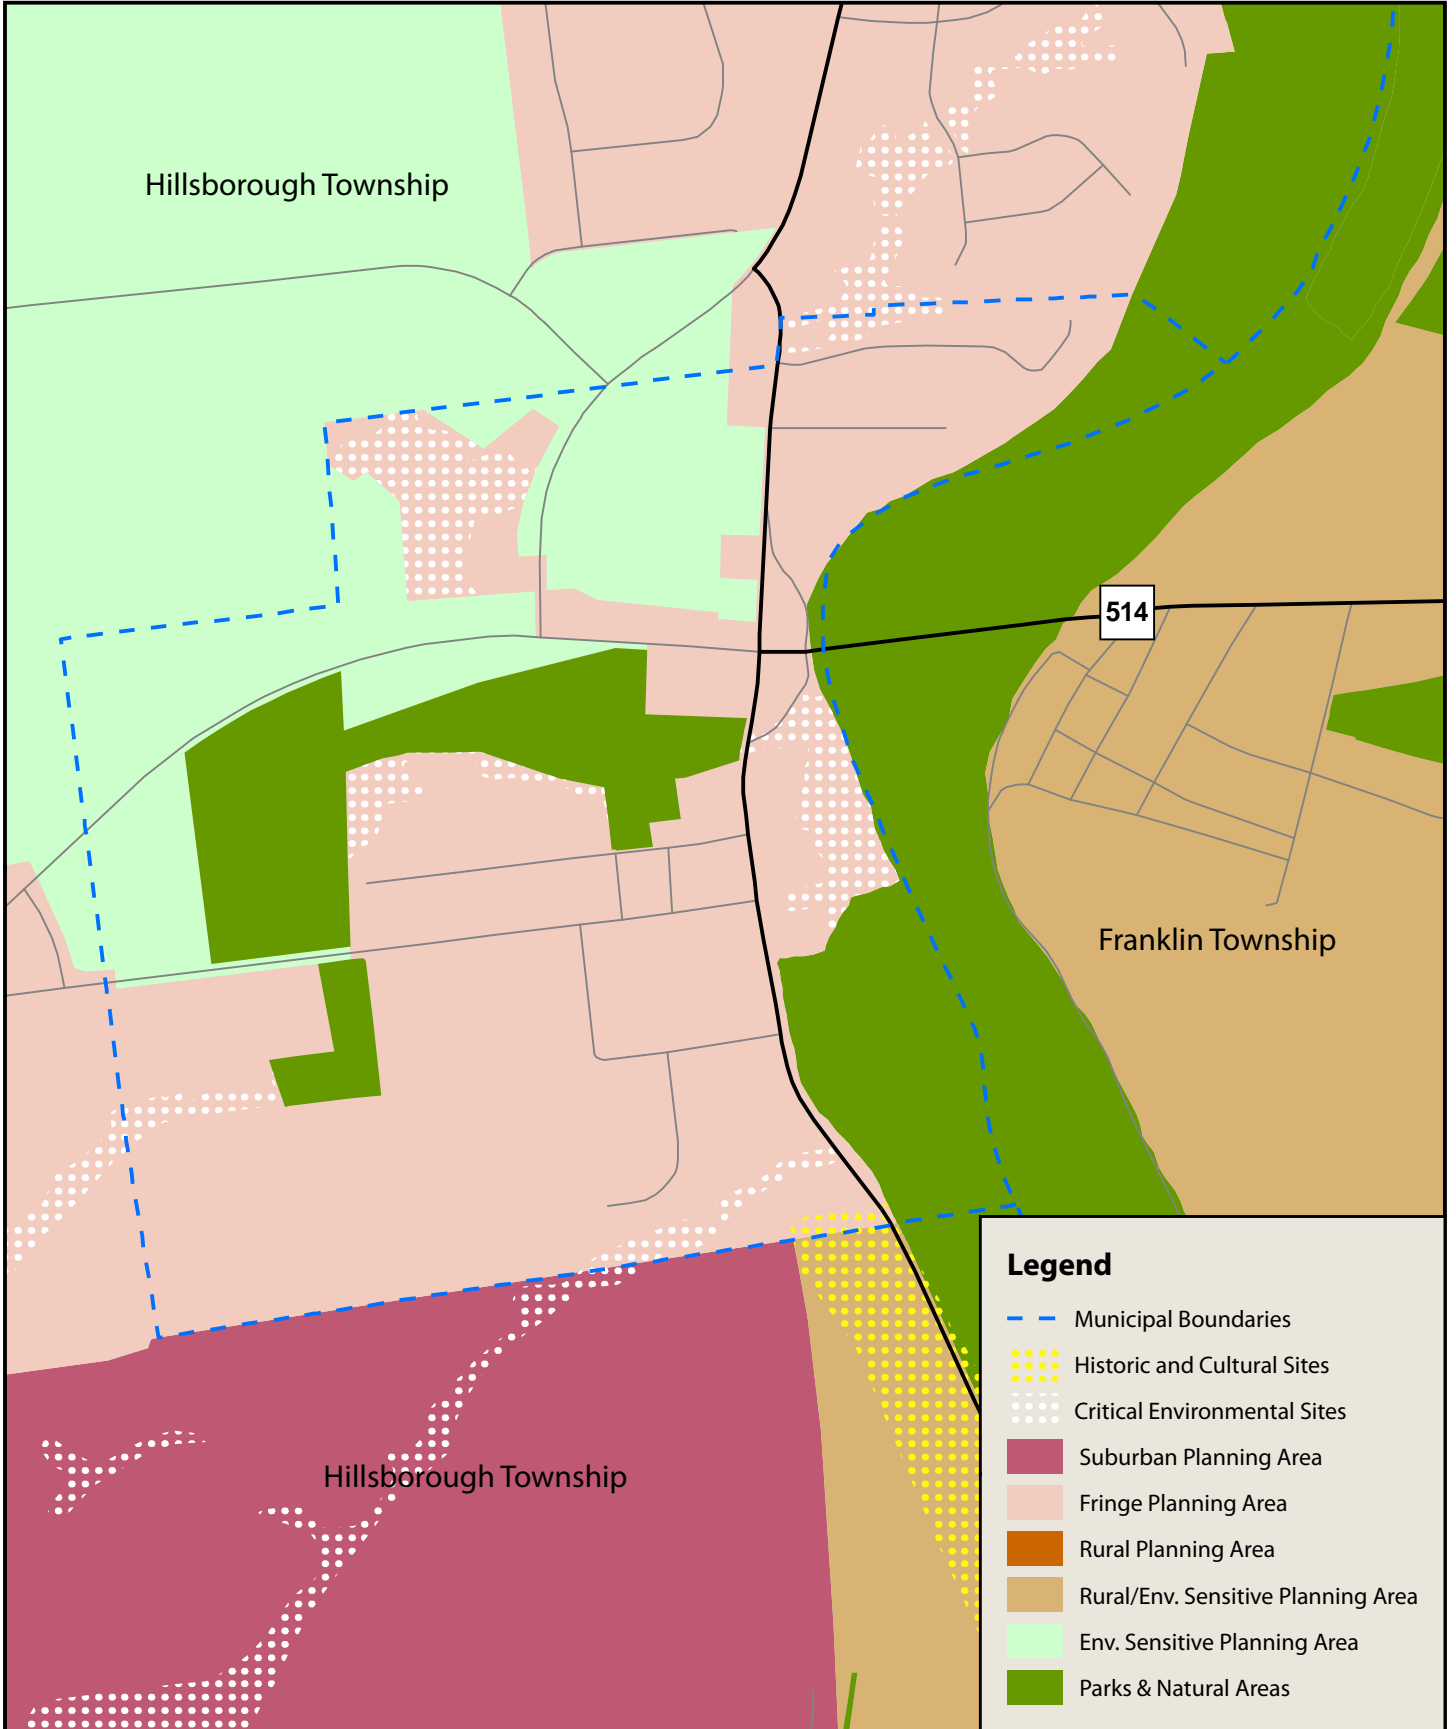 Hillsborough Township
514
Franklin Township
Hillsborough Township
Legend
Municipal Boundaries
Historic and Cultural Sites
Critical Environmental Sites
Suburban Planning Area
Fringe Planning Area
Rural Planning Area
Rural/Env. Sensitive Planning Area
Env. Sensitive Planning Area
Parks & Natural Areas